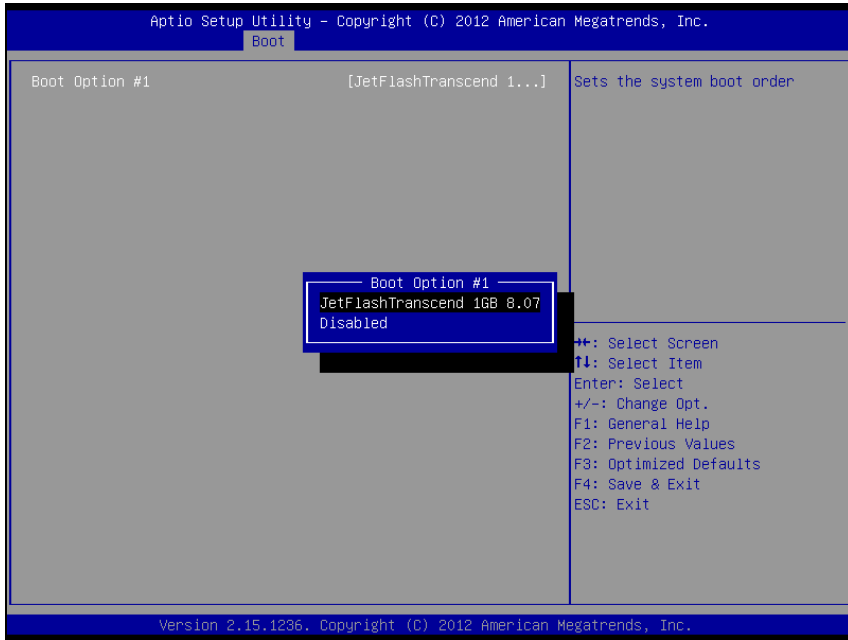 Aptio Setup Utility – Copyright (C) 2012 American Megatrends, Inc.
Boot
Boot Option #1 [JetFlashTranscend 1...]
Sets the system boot order
Boot Option #1
JetFlashTranscend 1GB 8.07
Disabled
→←: Select Screen
↑↓: Select Item
Enter: Select
+/-: Change Opt.
F1: General Help
F2: Previous Values
F3: Optimized Defaults
F4: Save & Exit
ESC: Exit
Version 2.15.1236. Copyright (C) 2012 American Megatrends, Inc.